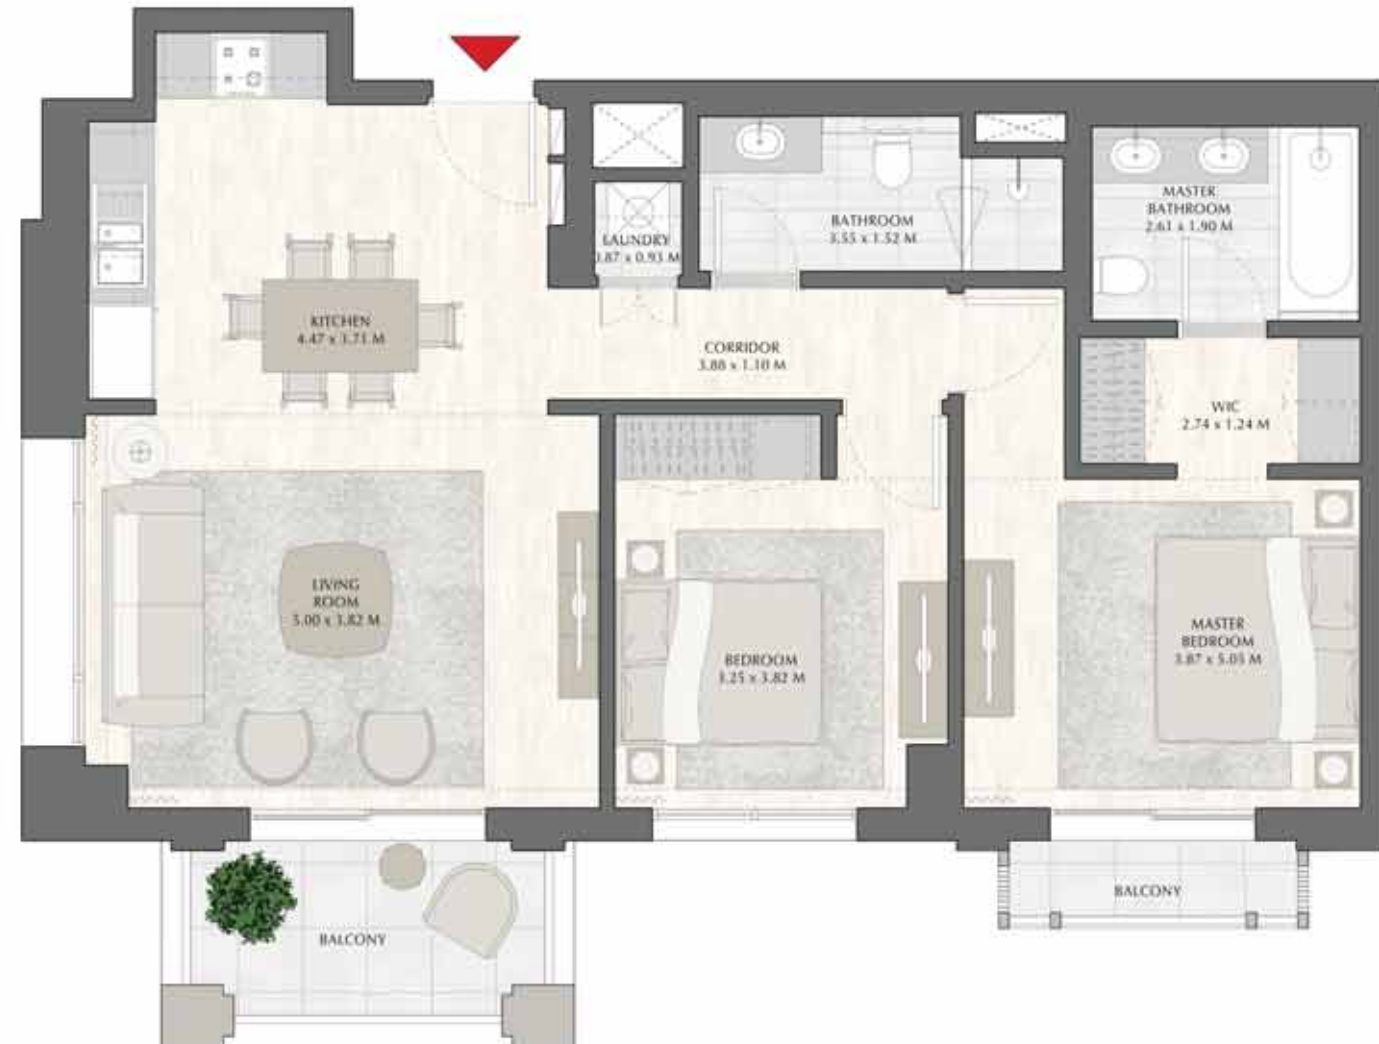 KITCHEN
4.47 x 3.71 M
LAUNDRY
0.93 M
BATHROOM
3.55 x 1.52 M
MASTER
BATHROOM
2.61 x 1.90 M
CORRIDOR
3.88 x 1.10 M
WIC
2.74 x 1.24 M
LIVING
ROOM
5.00 x 3.82 M
BEDROOM
3.25 x 3.82 M
MASTER
BEDROOM
3.87 x 5.05 M
BALCONY
BALCONY